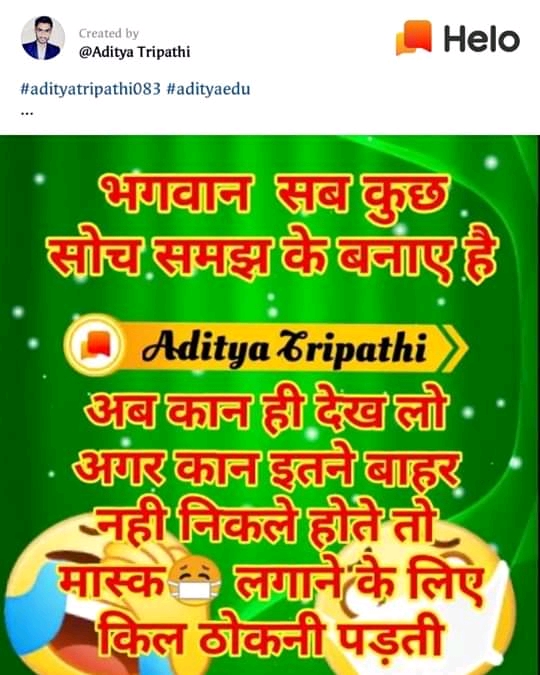 Created by
@Aditya Tripathi
Helo
#adityatripathi083 #adityaedu
...
भगवान सब कुछ
सोच समझ के बनाए है
Aditya Tripathi
अब कान ही देख लो
अगर कान इतने बाहर
नही निकले होते तो
मास्क😷 लगाने के लिए
किल ठोकनी पड़ती